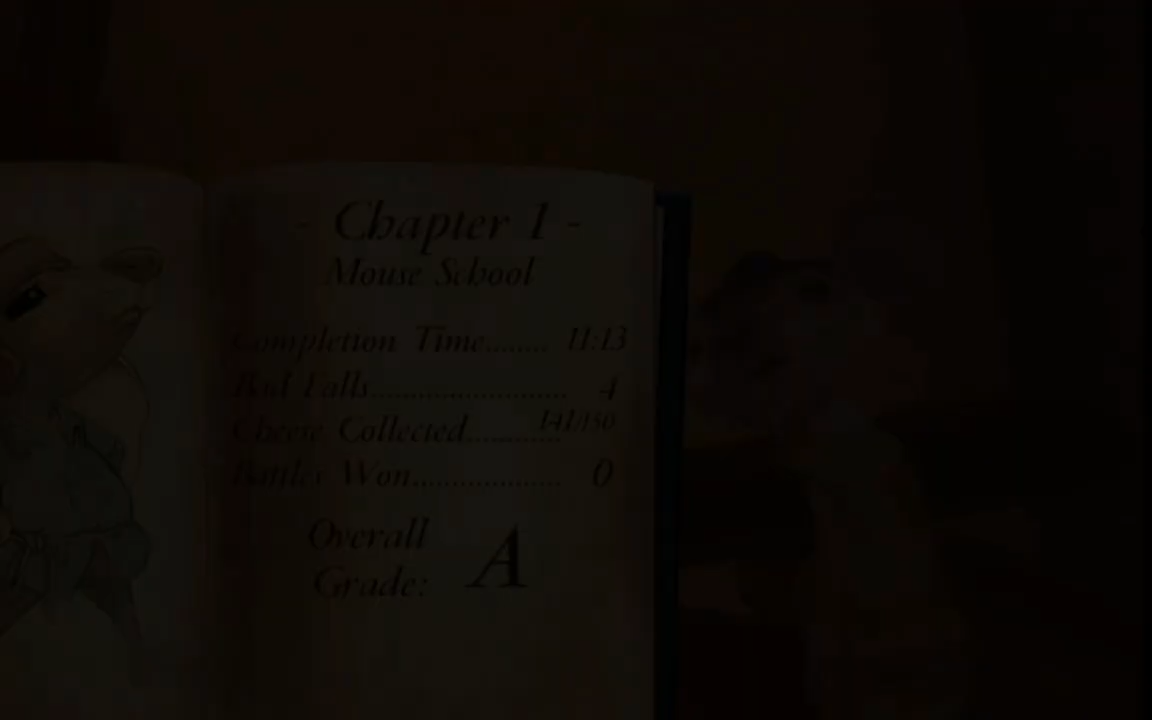 - Chapter 1 -
Mouse School
Completion Time........ 11:13
Bad Falls....................... 4
Cheese Collected........... 141/150
Battles Won.................. 0
Overall
Grade: A